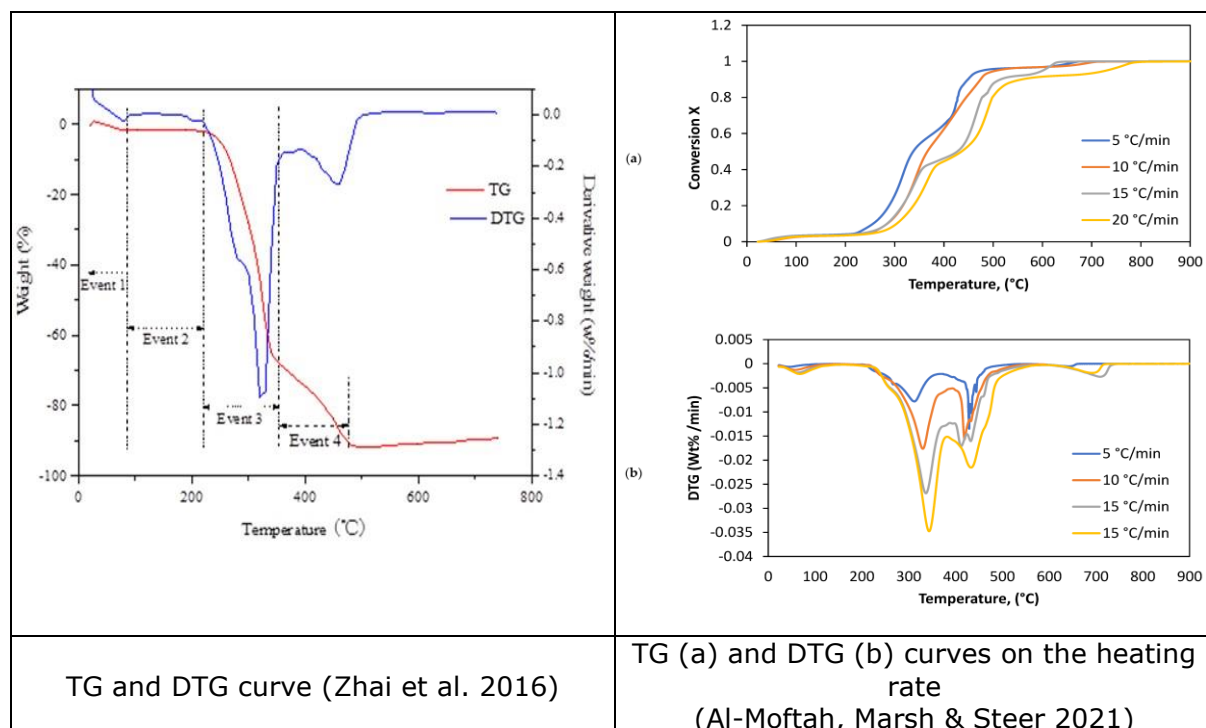 0
-20
-40
-60
-80
-100
Weight (%)
0.0
-0.2
-0.4
-0.6
-0.8
-1.0
-1.2
-1.4
Derivative weight (w%/min)
TG
DTG
Event 1
Event 2
Event 3
Event 4
0 200 400 600 800
Temperature (℃)
(a)
Conversion X
1.2
1
0.8
0.6
0.4
0.2
0
5 °C/min
10 °C/min
15 °C/min
20 °C/min
0 100 200 300 400 500 600 700 800 900
Temperature, (°C)
(b)
DTG (Wt% /min)
0.005
0
-0.005
-0.01
-0.015
-0.02
-0.025
-0.03
-0.035
-0.04
5 °C/min
10 °C/min
15 °C/min
15 °C/min
0 100 200 300 400 500 600 700 800 900
Temperature, (°C)
TG and DTG curve (Zhai et al. 2016)
TG (a) and DTG (b) curves on the heating
rate
(Al-Moftah, Marsh & Steer 2021)